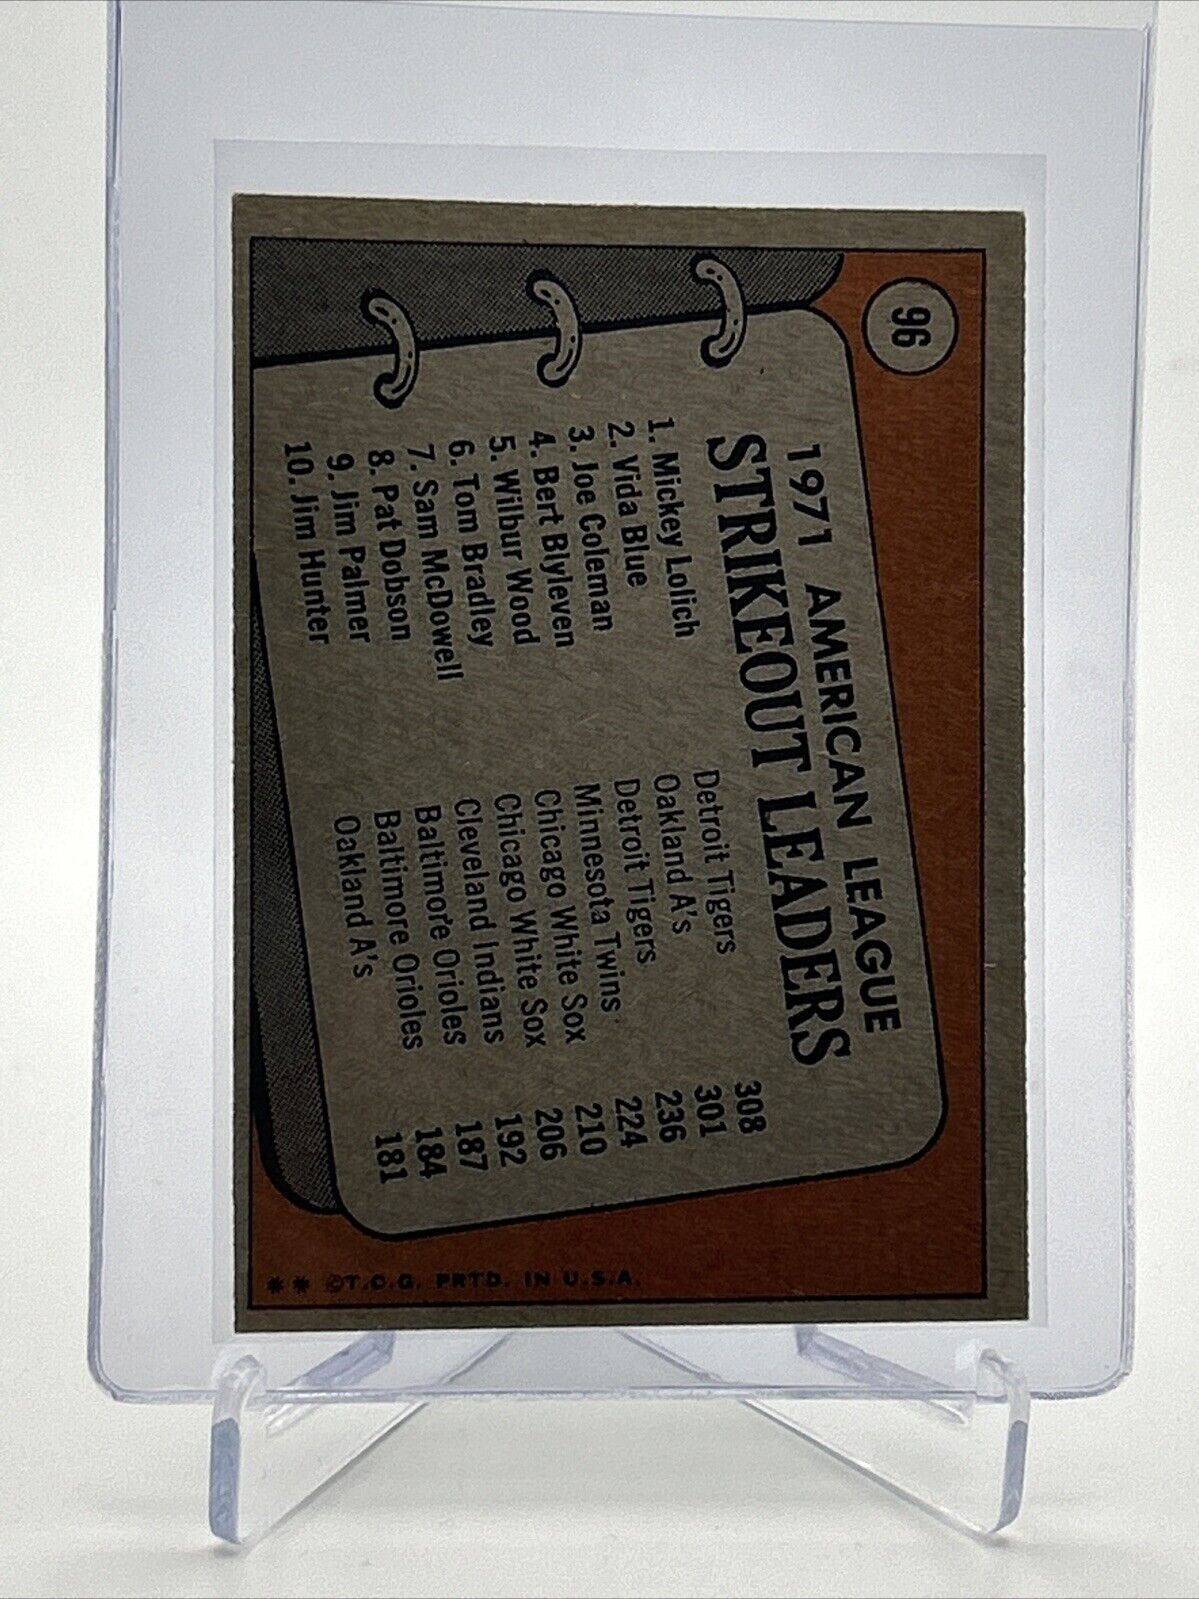 96
1971 AMERICAN LEAGUE
STRIKEOUT LEADERS
1. Mickey Lolich Detroit Tigers 308
2. Vida Blue Oakland A's 301
3. Joe Coleman Detroit Tigers 236
4. Bert Blyleven Minnesota Twins 224
5. Wilbur Wood Chicago White Sox 210
6. Tom Bradley Chicago White Sox 206
7. Sam McDowell Cleveland Indians 192
8. Pat Dobson Baltimore Orioles 187
9. Jim Palmer Baltimore Orioles 184
10. Jim Hunter Oakland A's 181
** ©T.C.G. PRTD. IN U.S.A.